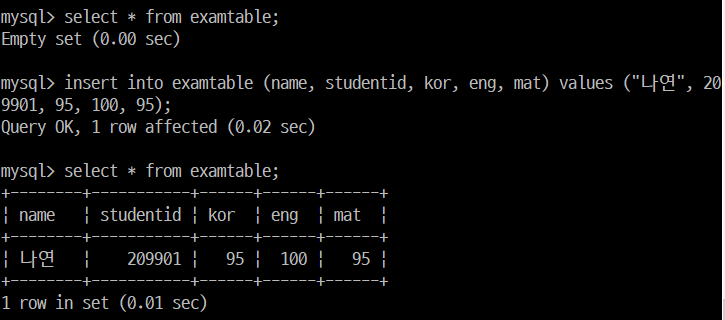 mysql> select * from examtable;
Empty set (0.00 sec)
mysql> insert into examtable (name, studentid, kor, eng, mat) values ("나연", 20
9901, 95, 100, 95);
Query OK, 1 row affected (0.02 sec)
mysql> select * from examtable;
+--------+-----------+------+------+------+
¦ name   ¦ studentid ¦ kor  ¦ eng  ¦ mat  ¦
+--------+-----------+------+------+------+
¦ 나연   ¦    209901 ¦   95 ¦  100 ¦   95 ¦
+--------+-----------+------+------+------+
1 row in set (0.01 sec)